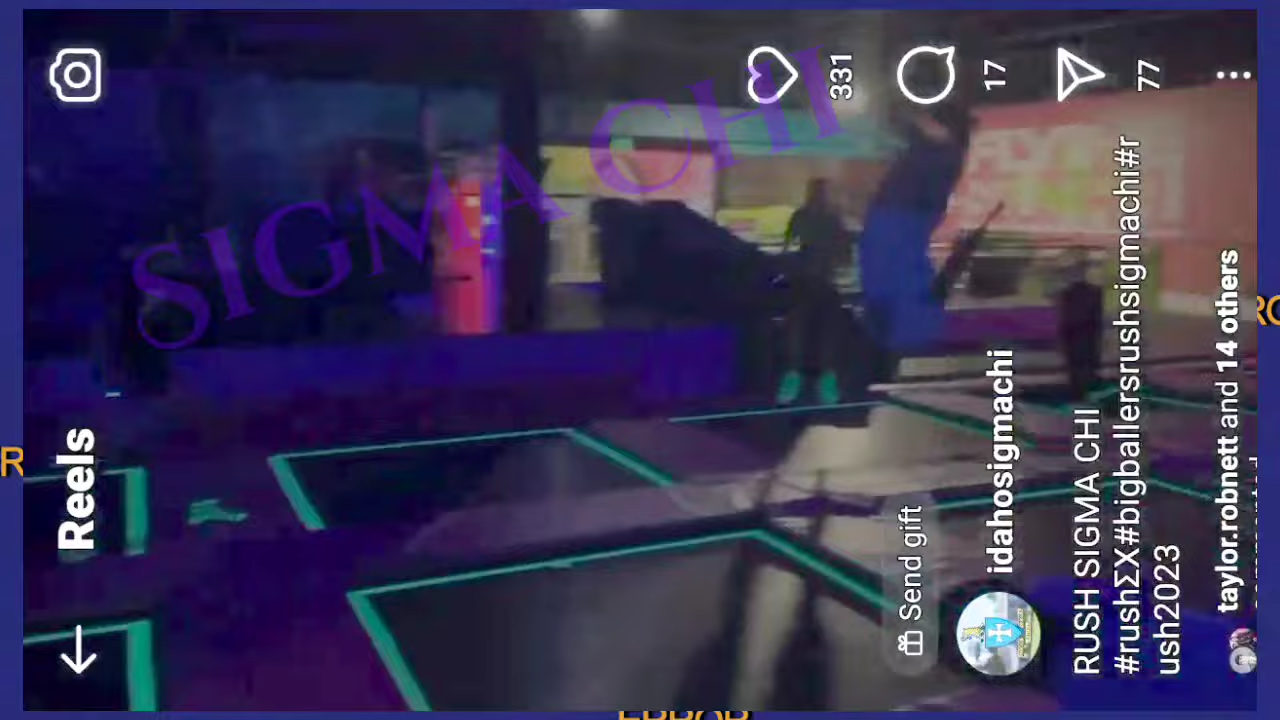 Reels
SIGMA CHI
331
17
77
Send gift
idahosigmachi
RUSH SIGMA CHI
#rushΣX#bigballersrushsigmachi#r
ush2023
taylor.robnett and 14 others
ERROR